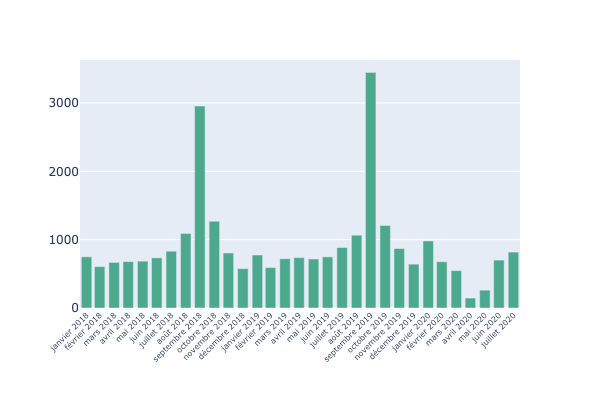 3000
2000
1000
0
janvier 2018
février 2018
mars 2018
avril 2018
mai 2018
juin 2018
juillet 2018
août 2018
septembre 2018
octobre 2018
novembre 2018
décembre 2018
janvier 2019
février 2019
mars 2019
avril 2019
mai 2019
juin 2019
juillet 2019
août 2019
septembre 2019
octobre 2019
novembre 2019
décembre 2019
janvier 2020
février 2020
mars 2020
avril 2020
mai 2020
juin 2020
juillet 2020